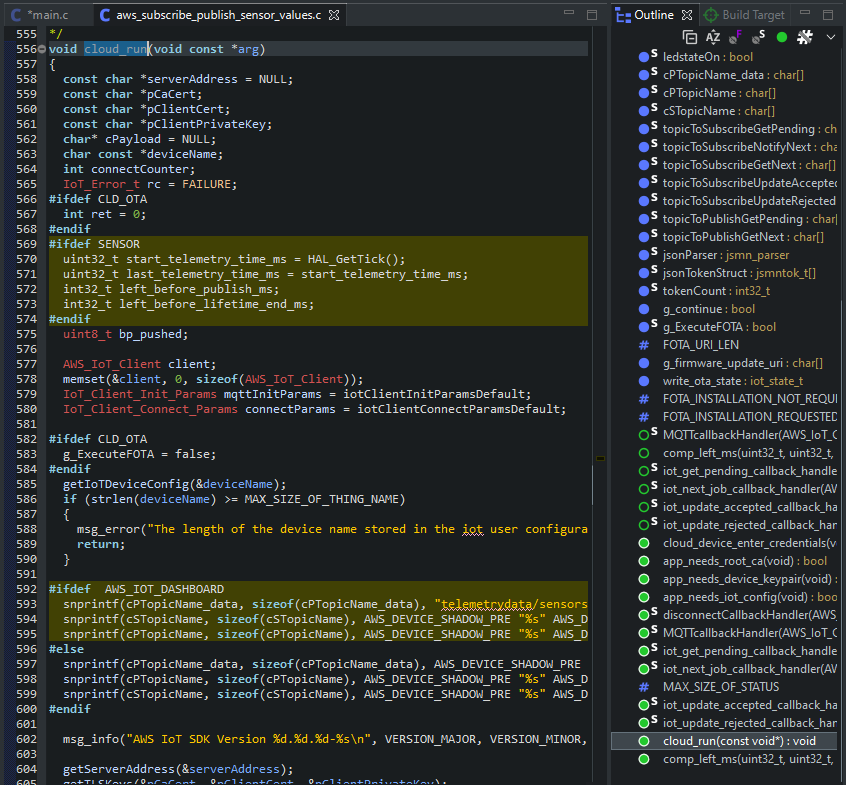 *main.c
aws_subscribe_publish_sensor_values.c
555 */
556 void cloud_run(void const *arg)
557 {
558 const char *serverAddress = NULL;
559 const char *pCaCert;
560 const char *pClientCert;
561 const char *pClientPrivateKey;
562 char* cPayload = NULL;
563 char const *deviceName;
564 int connectCounter;
565 IoT_Error_t rc = FAILURE;
566 #ifdef CLD_OTA
567 int ret = 0;
568 #endif
569 #ifdef SENSOR
570 uint32_t start_telemetry_time_ms = HAL_GetTick();
571 uint32_t last_telemetry_time_ms = start_telemetry_time_ms;
572 int32_t left_before_publish_ms;
573 int32_t left_before_lifetime_end_ms;
574 #endif
575 uint8_t bp_pushed;
576
577 AWS_IoT_Client client;
578 memset(&client, 0, sizeof(AWS_IoT_Client));
579 IoT_Client_Init_Params mqttInitParams = iotClientInitParamsDefault;
580 IoT_Client_Connect_Params connectParams = iotClientConnectParamsDefault;
581
582 #ifdef CLD_OTA
583 g_ExecuteFOTA = false;
584 #endif
585 getIoTDeviceConfig(&deviceName);
586 if (strlen(deviceName) >= MAX_SIZE_OF_THING_NAME)
587 {
588 msg_error("The length of the device name stored in the iot user configura
589 return;
590 }
591
592 #ifdef AWS_IOT_DASHBOARD
593 snprintf(cPTopicName_data, sizeof(cPTopicName_data), "telemetrydata/sensors
594 snprintf(cSTopicName, sizeof(cSTopicName), AWS_DEVICE_SHADOW_PRE "%s" AWS_D
595 snprintf(cPTopicName, sizeof(cSTopicName), AWS_DEVICE_SHADOW_PRE "%s" AWS_D
596 #else
597 snprintf(cPTopicName_data, sizeof(cPTopicName_data), AWS_DEVICE_SHADOW_PRE
598 snprintf(cPTopicName, sizeof(cSTopicName), AWS_DEVICE_SHADOW_PRE "%s" AWS_D
599 snprintf(cSTopicName, sizeof(cSTopicName), AWS_DEVICE_SHADOW_PRE "%s" AWS_D
600 #endif
601
602 msg_info("AWS IoT SDK Version %d.%d.%d-%s\n", VERSION_MAJOR, VERSION_MINOR,
603
604 getServerAddress(&serverAddress);
605 getTLSKeys(&pCaCert, &pClientCert, &pClientPrivateKey);
Outline
Build Target
ledstateOn : bool
cPTopicName_data : char[]
cPTopicName : char[]
cSTopicName : char[]
topicToSubscribeGetPending : ch
topicToSubscribeNotifyNext : cha
topicToSubscribeGetNext : char[]
topicToSubscribeUpdateAccepted
topicToSubscribeUpdateRejected
topicToPublishGetPending : char[
topicToPublishGetNext : char[]
jsonParser : jsmn_parser
jsonTokenStruct : jsmntok_t[]
tokenCount : int32_t
g_continue : bool
g_ExecuteFOTA : bool
FOTA_URI_LEN
g_firmware_update_uri : char[]
write_ota_state : iot_state_t
FOTA_INSTALLATION_NOT_REQU
FOTA_INSTALLATION_REQUESTED
MQTTcallbackHandler(AWS_IoT_C
comp_left_ms(uint32_t, uint32_t,
iot_get_pending_callback_handle
iot_next_job_callback_handler(AW
iot_update_accepted_callback_har
iot_update_rejected_callback_har
cloud_device_enter_credentials(v
app_needs_root_ca(void) : bool
app_needs_device_keypair(void) :
app_needs_iot_config(void) : boo
disconnectCallbackHandler(AWS_
MQTTcallbackHandler(AWS_IoT_C
iot_get_pending_callback_handle
iot_next_job_callback_handler(AW
MAX_SIZE_OF_STATUS
iot_update_accepted_callback_har
iot_update_rejected_callback_har
cloud_run(const void*) : void
comp_left_ms(uint32_t, uint32_t,